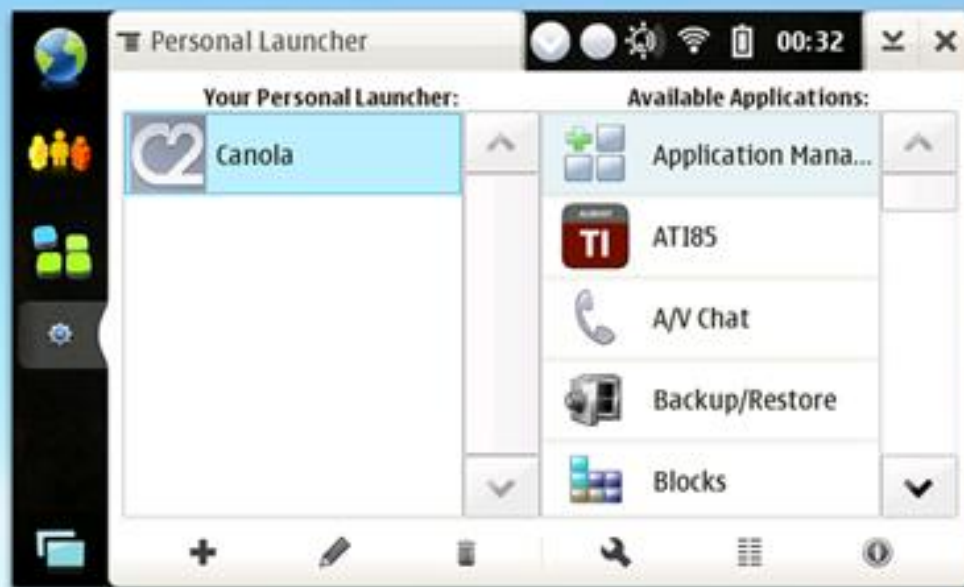 Personal Launcher
00:32
Your Personal Launcher:
Available Applications:
Canola
Application Mana...
TI
ATI85
A/V Chat
Backup/Restore
Blocks